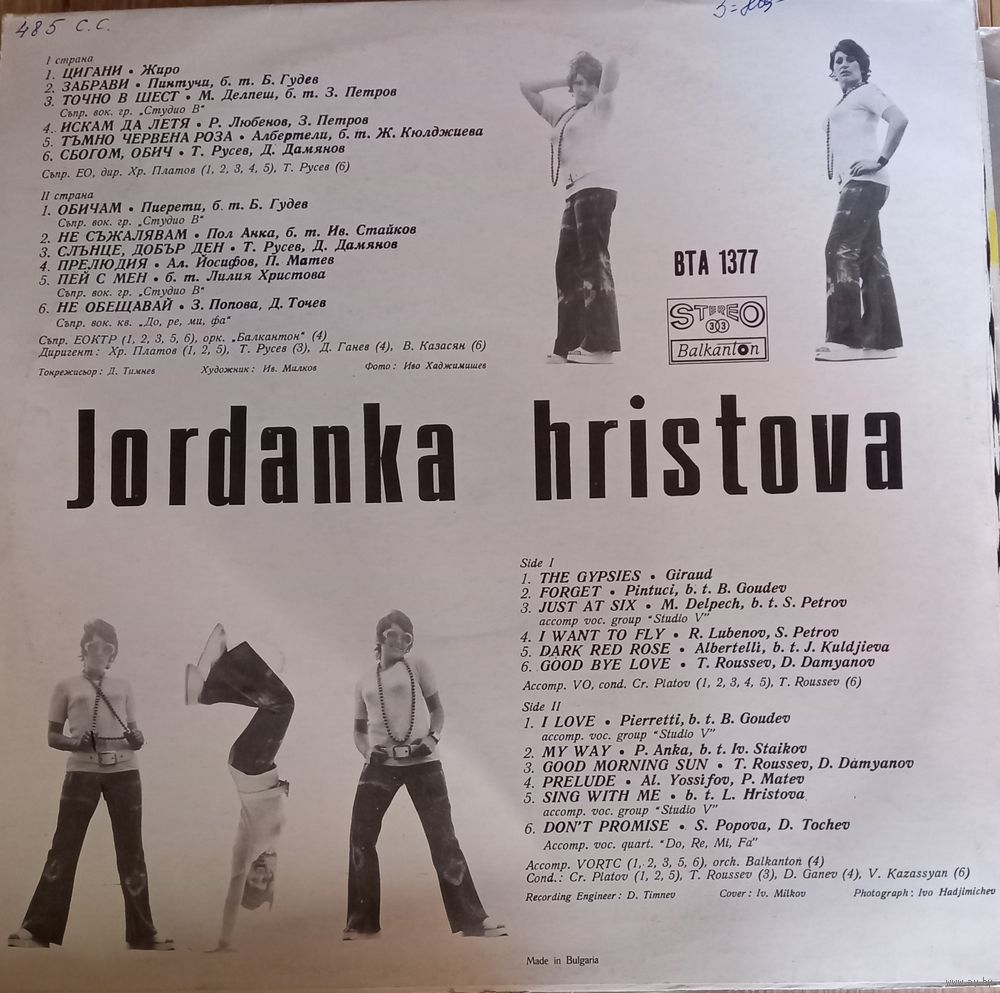 485 C.C.
I страна
1. ЦИГАНИ • Жиро
2. ЗАБРАВИ • Пинтучи, б. т. Б. Гудев
3. ТОЧНО В ШЕСТ • М. Делпеш, б. т. З. Петров
Съпр. вок. гр. „Студио В“
4. ИСКАМ ДА ЛЕТЯ • Р. Любенов, З. Петров
5. ТЪМНО ЧЕРВЕНА РОЗА • Албертели, б. т. Ж. Кюлджиева
6. СБОГОМ, ОБИЧ • Т. Русев, Д. Дамянов
Съпр. ЕО, дир. Хр. Платов (1, 2, 3, 4, 5), Т. Русев (6)
II страна
1. ОБИЧАМ • Пиерети, б. т. Б. Гудев
Съпр. вок. гр. „Студио В“
2. НЕ СЪЖАЛЯВАМ • Пол Анка, б. т. Ив. Стайков
3. СЛЪНЦЕ, ДОБЪР ДЕН • Т. Русев, Д. Дамянов
4. ПРЕЛЮДИЯ • Ал. Йосифов, П. Матев
5. ПЕЙ С МЕН • б. т. Лилия Христова
Съпр. вок. гр. „Студио В“
6. НЕ ОБЕЩАВАЙ • З. Попова, Д. Точев
Съпр. вок. кв. „До, ре, ми, фа“
Съпр. ЕОКТР (1, 2, 3, 5, 6), орк. „Балкантон“ (4)
Диригент: Хр. Платов (1, 2, 5), Т. Русев (3), Д. Ганев (4), В. Казасян (6)
Тонрежисьор: Д. Тимнев Художник: Ив. Милков Фото: Иво Хаджимишев
ВТА 1377
STEREO
33
Balkanton
Jordanka hristova
Side I
1. THE GYPSIES • Giraud
2. FORGET • Pintuci, b. t. B. Goudev
3. JUST AT SIX • M. Delpech, b. t. S. Petrov
accomp voc. group "Studio V"
4. I WANT TO FLY • R. Lubenov, S. Petrov
5. DARK RED ROSE • Albertelli, b. t. J. Kuldjieva
6. GOOD BYE LOVE • T. Roussev, D. Damyanov
Accomp. VO, cond. Cr. Platov (1, 2, 3, 4, 5), T. Roussev (6)
Side II
1. I LOVE • Pierretti, b. t. B. Goudev
accomp. voc. group "Studio V"
2. MY WAY • P. Anka, b. t. Iv. Staikov
3. GOOD MORNING SUN • T. Roussev, D. Damyanov
4. PRELUDE • Al. Yossifov, P. Matev
5. SING WITH ME • b. t. L. Hristova
accomp. voc. group "Studio V"
6. DON'T PROMISE • S. Popova, D. Tochev
Accomp. voc. quart. "Do, Re, Mi, Fa"
Accomp. VORTC (1, 2, 3, 5, 6), orch. Balkanton (4)
Cond.: Cr. Platov (1, 2, 5), T. Roussev (3), D. Ganev (4), V. Kazassyan (6)
Recording Engineer: D. Timnev Cover: Iv. Milkov Photograph: Ivo Hadjimichev
Made in Bulgaria